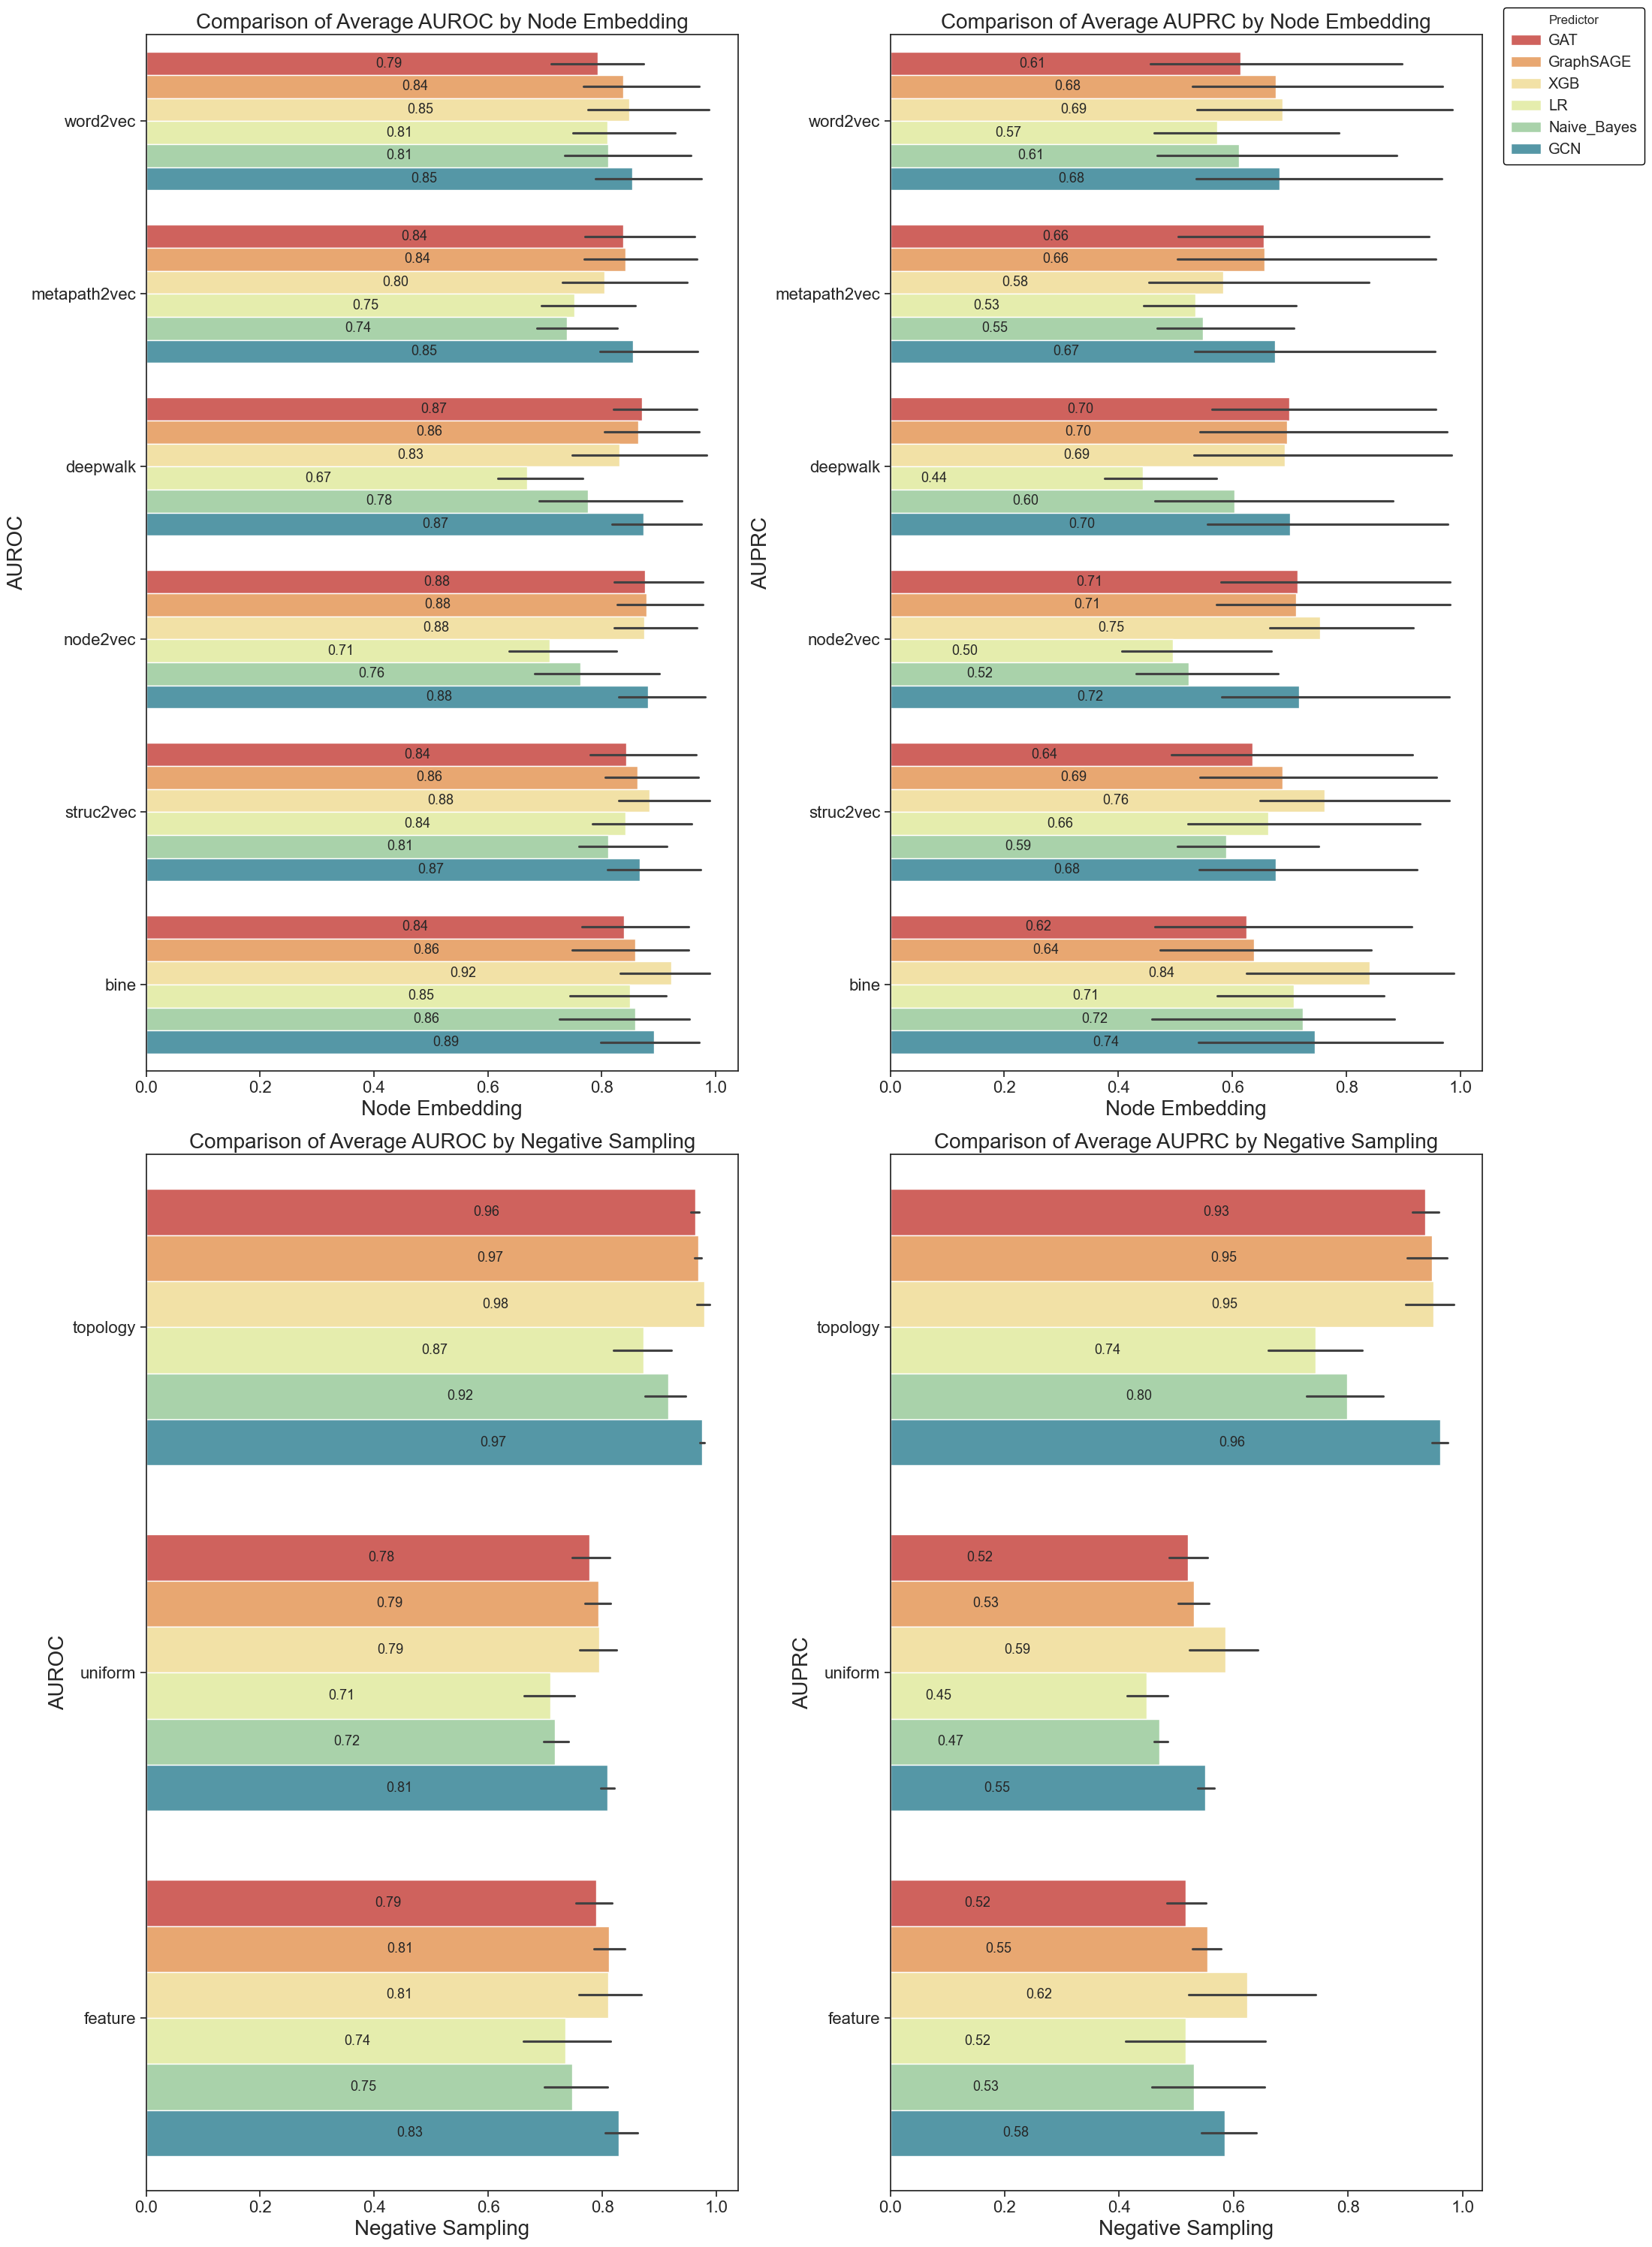 Comparison of Average AUROC by Node Embedding
AUROC
word2vec
0.79
0.84
0.85
0.81
0.81
0.85
metapath2vec
0.84
0.84
0.80
0.75
0.74
0.85
deepwalk
0.87
0.86
0.83
0.67
0.78
0.87
node2vec
0.88
0.88
0.88
0.71
0.76
0.88
struc2vec
0.84
0.86
0.88
0.84
0.81
0.87
bine
0.84
0.86
0.92
0.85
0.86
0.89
0.0 0.2 0.4 0.6 0.8 1.0
Node Embedding
Comparison of Average AUPRC by Node Embedding
AUPRC
word2vec
0.61
0.68
0.69
0.57
0.61
0.68
metapath2vec
0.66
0.66
0.58
0.53
0.55
0.67
deepwalk
0.70
0.70
0.69
0.44
0.60
0.70
node2vec
0.71
0.71
0.75
0.50
0.52
0.72
struc2vec
0.64
0.69
0.76
0.66
0.59
0.68
bine
0.62
0.64
0.84
0.71
0.72
0.74
0.0 0.2 0.4 0.6 0.8 1.0
Node Embedding
Predictor
GAT
GraphSAGE
XGB
LR
Naive_Bayes
GCN
Comparison of Average AUROC by Negative Sampling
AUROC
topology
0.96
0.97
0.98
0.87
0.92
0.97
uniform
0.78
0.79
0.79
0.71
0.72
0.81
feature
0.79
0.81
0.81
0.74
0.75
0.83
0.0 0.2 0.4 0.6 0.8 1.0
Negative Sampling
Comparison of Average AUPRC by Negative Sampling
AUPRC
topology
0.93
0.95
0.95
0.74
0.80
0.96
uniform
0.52
0.53
0.59
0.45
0.47
0.55
feature
0.52
0.55
0.62
0.52
0.53
0.58
0.0 0.2 0.4 0.6 0.8 1.0
Negative Sampling